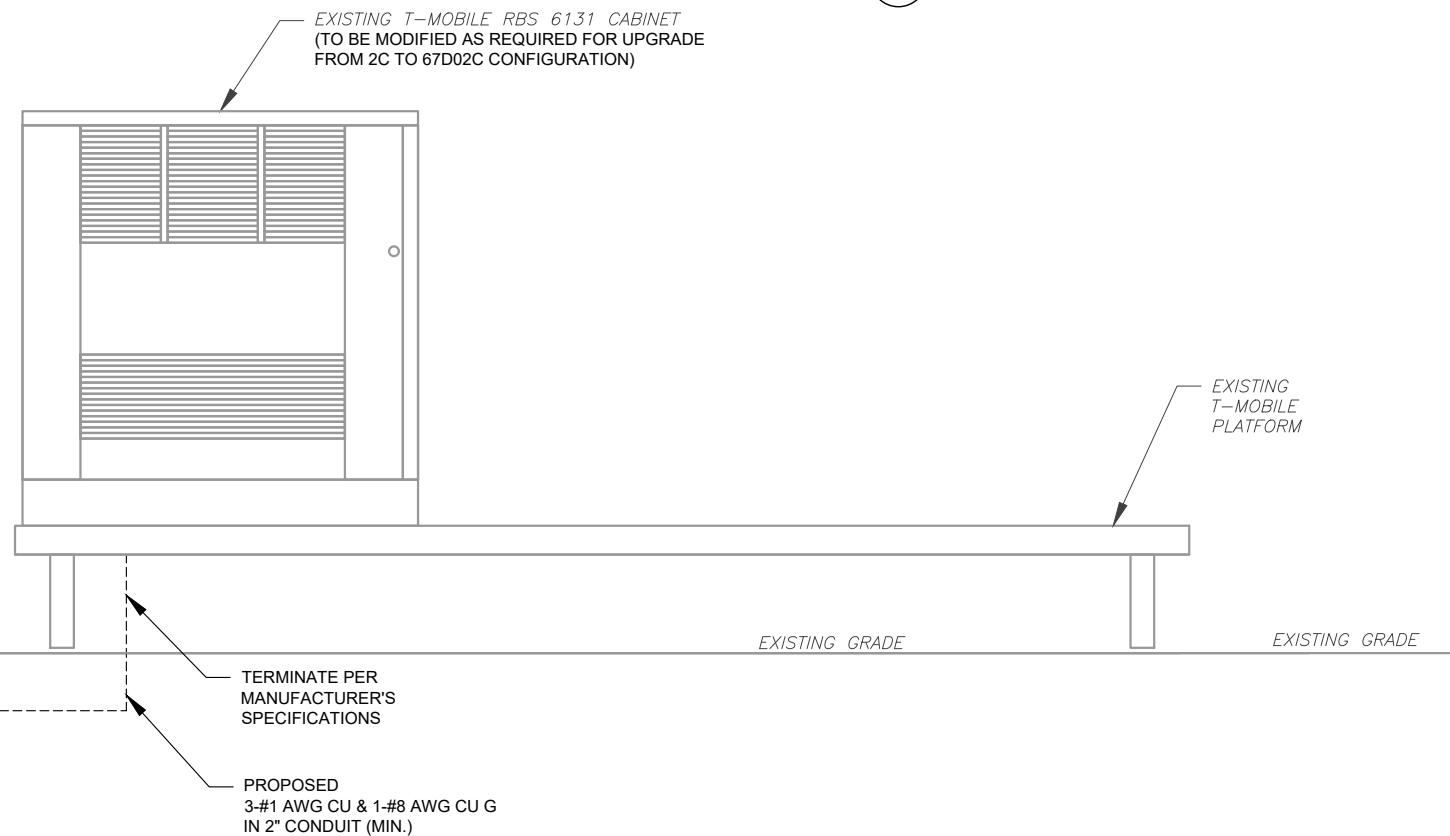 EXISTING T-MOBILE RBS 6131 CABINET
(TO BE MODIFIED AS REQUIRED FOR UPGRADE
FROM 2C TO 67D02C CONFIGURATION)
EXISTING
T-MOBILE
PLATFORM
EXISTING GRADE
EXISTING GRADE
TERMINATE PER
MANUFACTURER'S
SPECIFICATIONS
PROPOSED
3-#1 AWG CU & 1-#8 AWG CU G
IN 2" CONDUIT (MIN.)